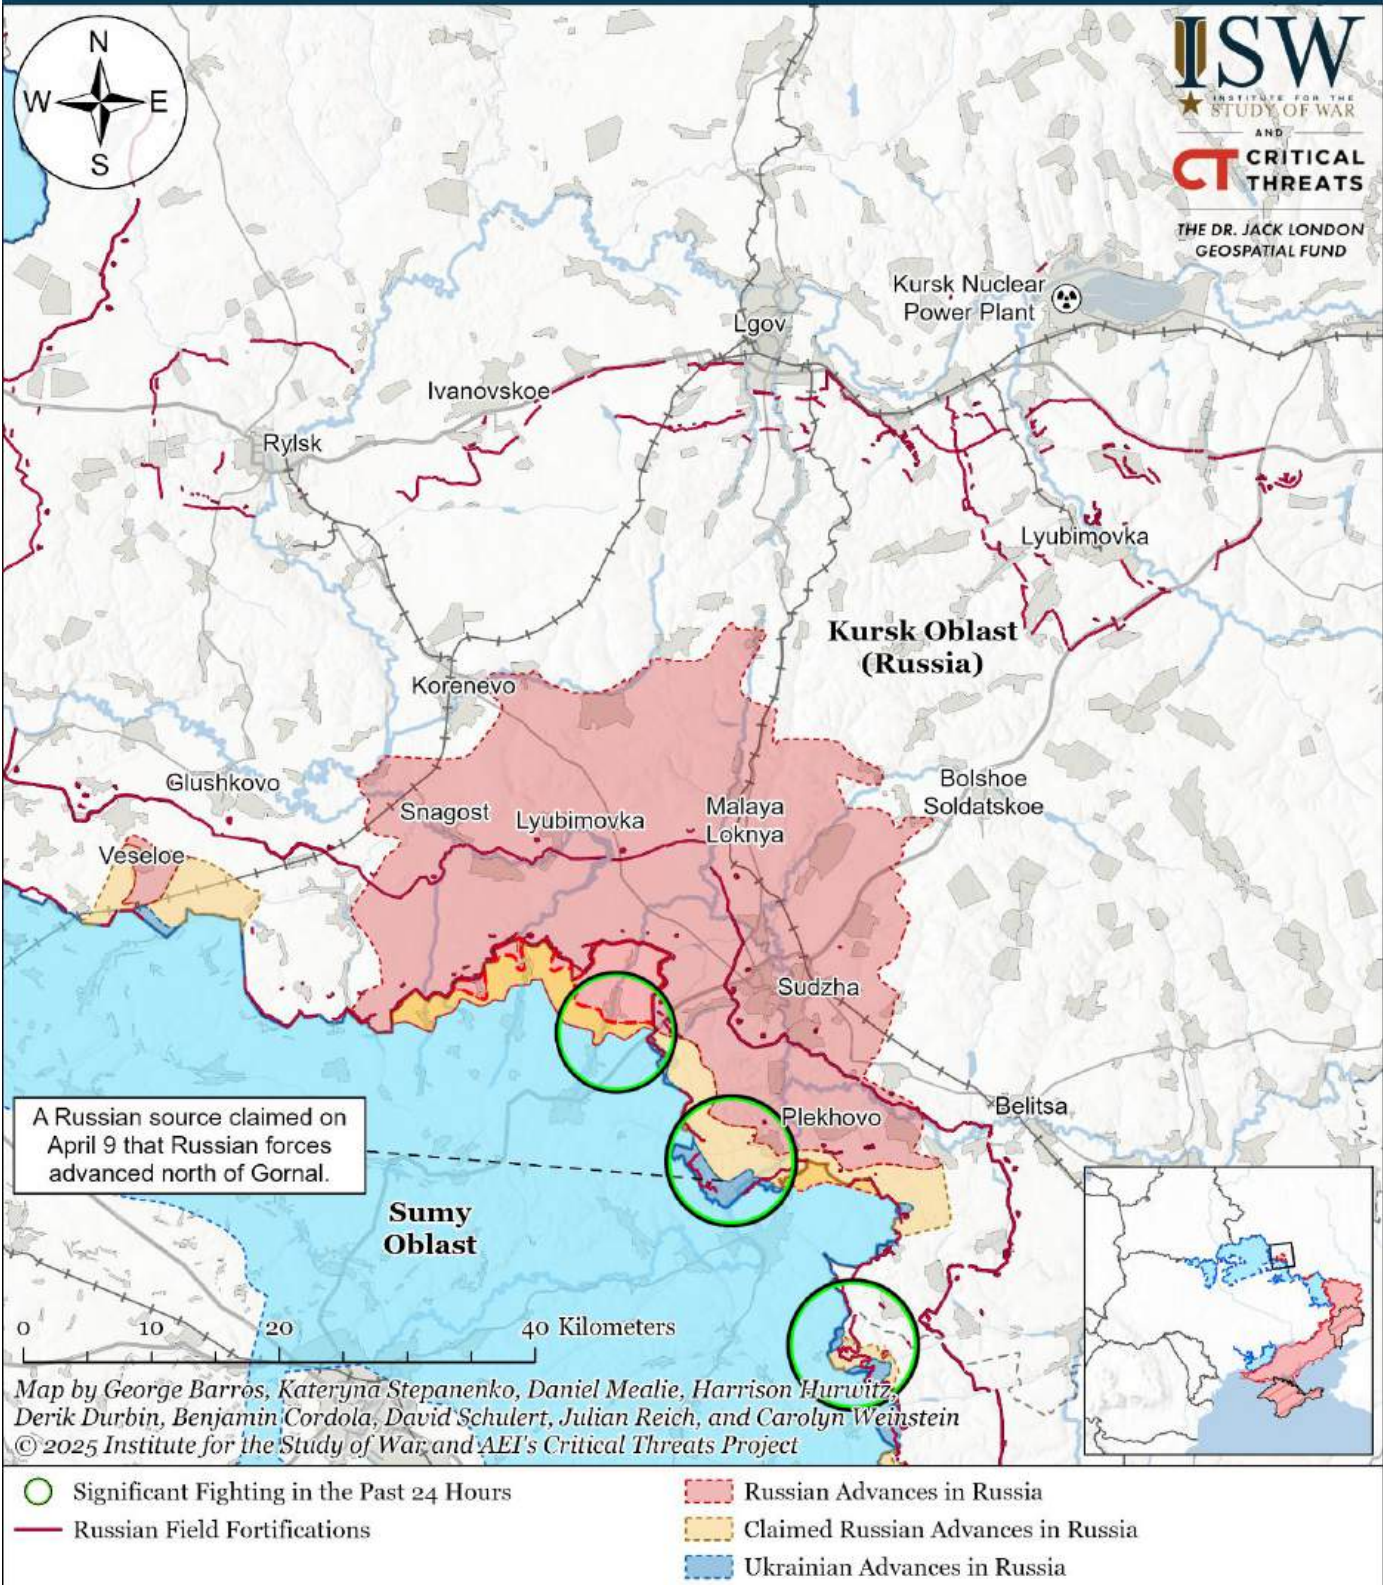 N
W
E
S
ISW
INSTITUTE FOR THE
STUDY OF WAR
AND
CT CRITICAL
THREATS
THE DR. JACK LONDON
GEOSPATIAL FUND
Kursk Nuclear
Power Plant
Lgov
Ivanovskoe
Rylsk
Lyubimovka
Kursk Oblast
(Russia)
Korenevo
Glushkovo
Bolshoe
Soldatskoe
Snagost
Lyubimovka
Malaya
Loknya
Veseloe
Sudzha
Belitsa
Plekhovo
A Russian source claimed on
April 9 that Russian forces
advanced north of Gornal.
Sumy
Oblast
0 10 20 40 Kilometers
Map by George Barros, Kateryna Stepanenko, Daniel Mealie, Harrison Hurwitz,
Derik Durbin, Benjamin Cordola, David Schulert, Julian Reich, and Carolyn Weinstein
© 2025 Institute for the Study of War and AEI's Critical Threats Project
Significant Fighting in the Past 24 Hours
Russian Field Fortifications
Russian Advances in Russia
Claimed Russian Advances in Russia
Ukrainian Advances in Russia